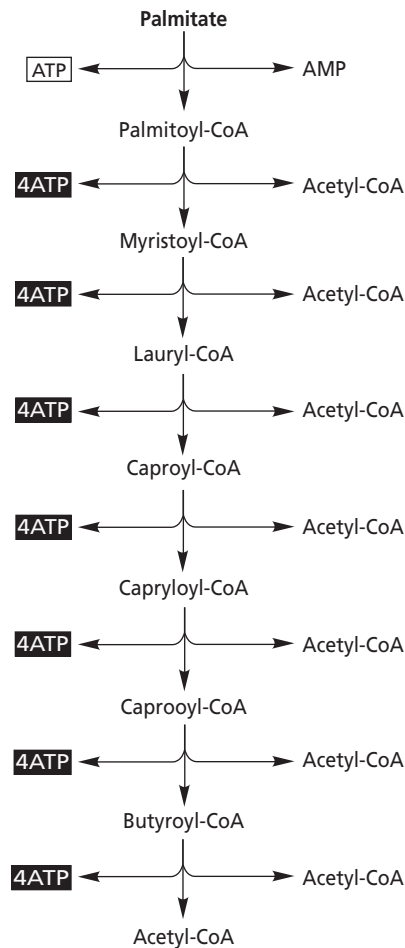 Palmitate
ATP AMP
Palmitoyl-CoA
4ATP Acetyl-CoA
Myristoyl-CoA
4ATP Acetyl-CoA
Lauryl-CoA
4ATP Acetyl-CoA
Caproyl-CoA
4ATP Acetyl-CoA
Capryloyl-CoA
4ATP Acetyl-CoA
Caprooyl-CoA
4ATP Acetyl-CoA
Butyroyl-CoA
4ATP Acetyl-CoA
Acetyl-CoA